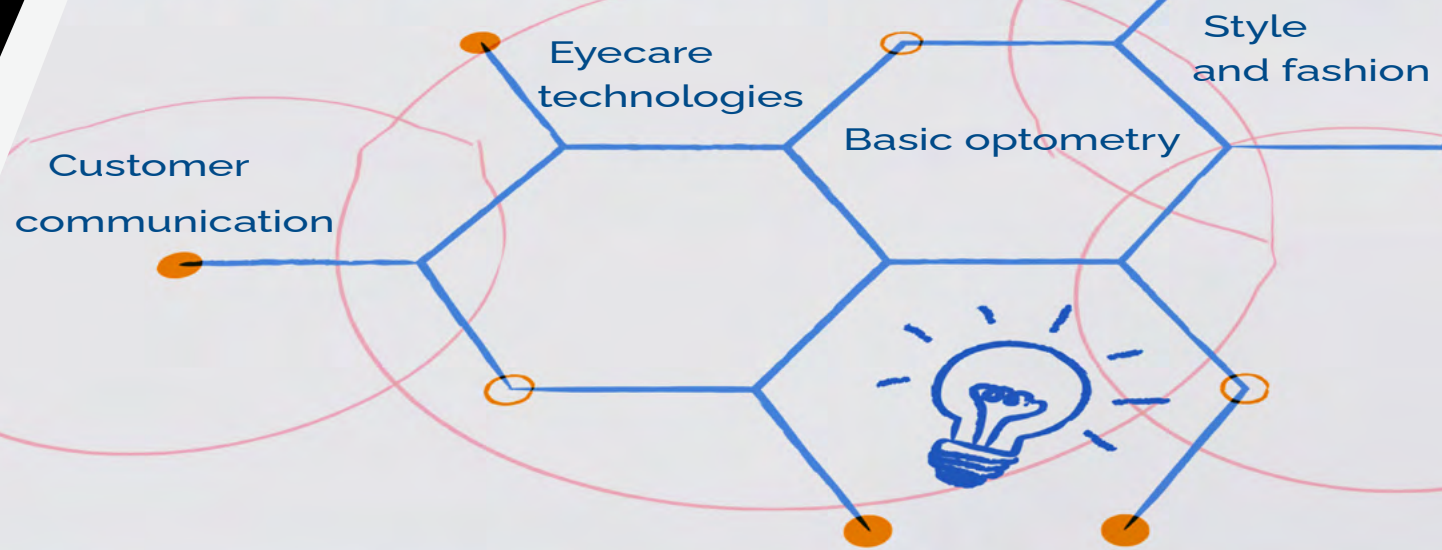 Customer
communication
Eyecare
technologies
Basic optometry
Style
and fashion